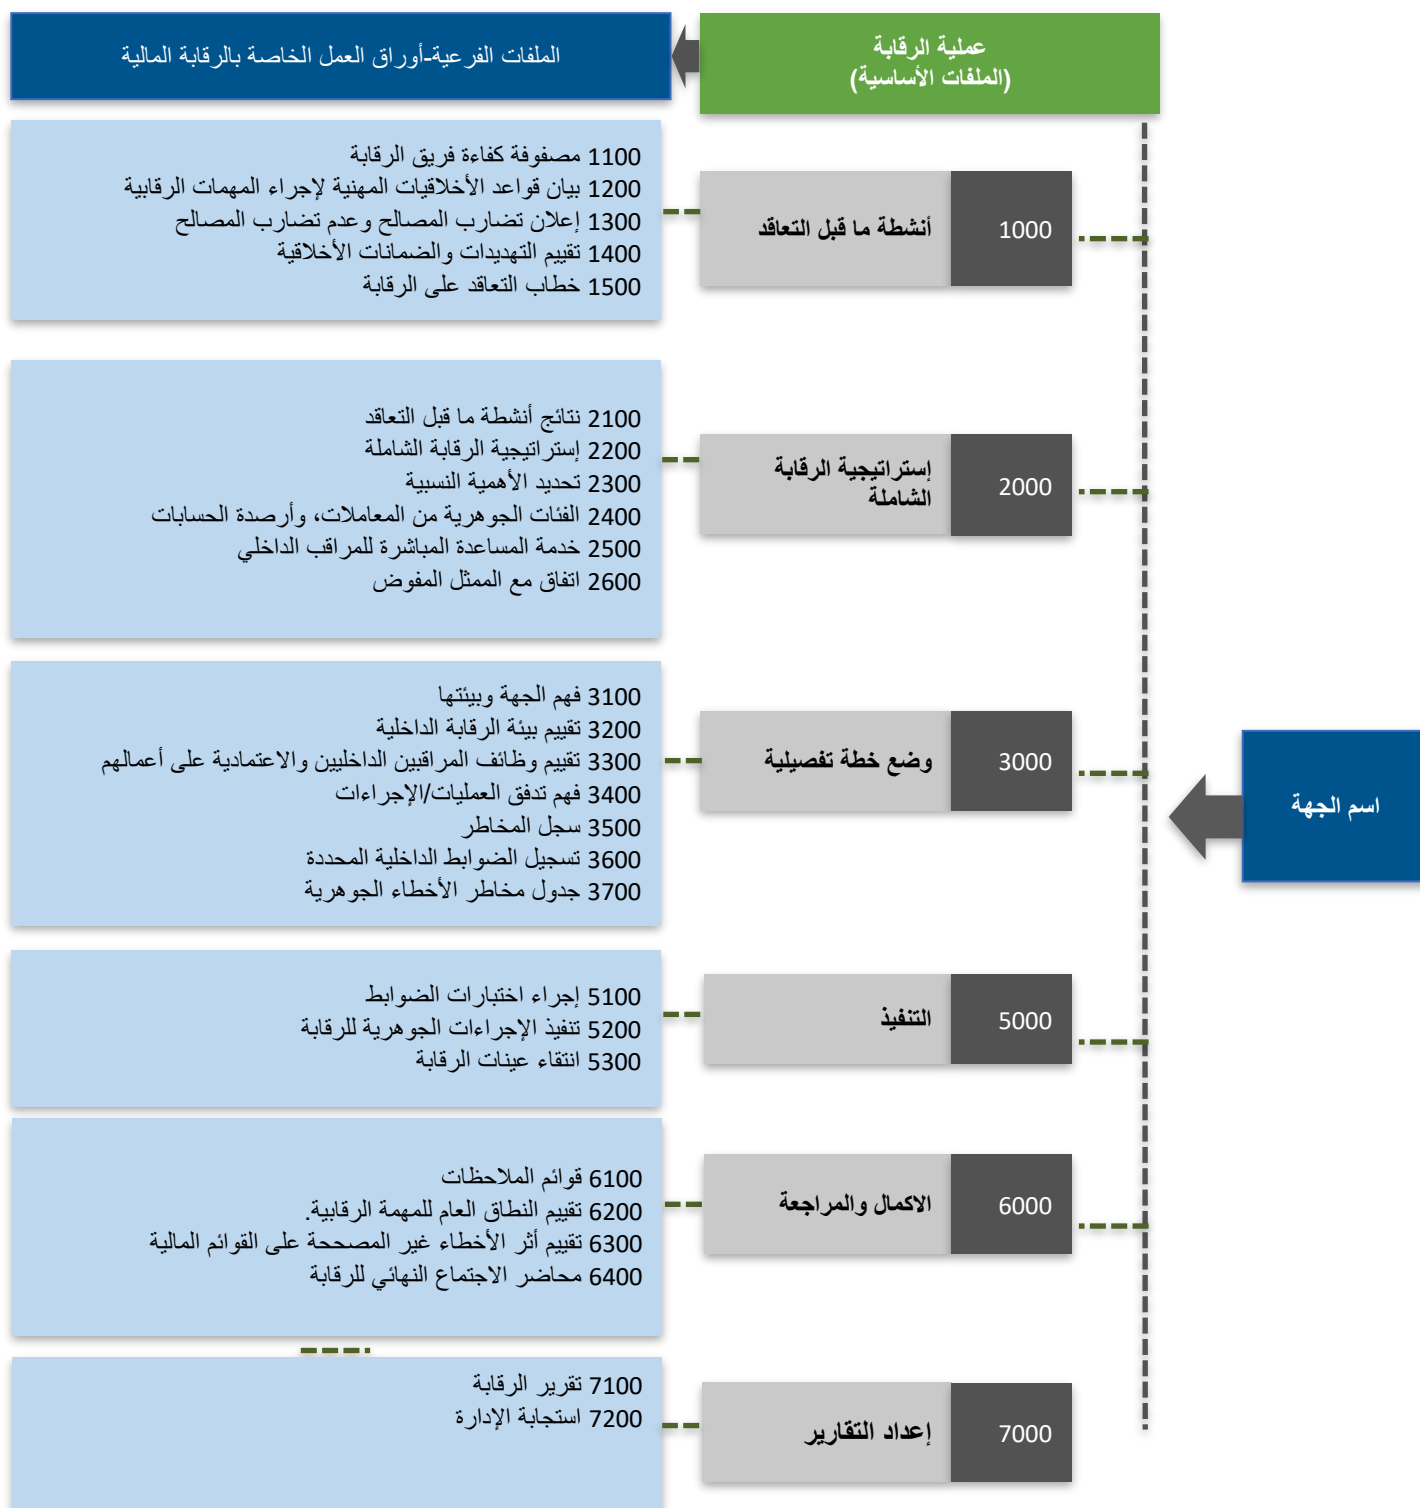 عملية الرقابة
(الملفات الأساسية)
الملفات الفرعية-أوراق العمل الخاصة بالرقابة المالية
اسم الجهة
1000
أنشطة ما قبل التعاقد
1100 مصفوفة كفاءة فريق الرقابة
1200 بيان قواعد الأخلاقيات المهنية لإجراء المهمات الرقابية
1300 إعلان تضارب المصالح وعدم تضارب المصالح
1400 تقييم التهديدات والضمانات الأخلاقية
1500 خطاب التعاقد على الرقابة
2000
إستراتيجية الرقابة
الشاملة
2100 نتائج أنشطة ما قبل التعاقد
2200 إستراتيجية الرقابة الشاملة
2300 تحديد الأهمية النسبية
2400 الفئات الجوهرية من المعاملات، وأرصدة الحسابات
2500 خدمة المساعدة المباشرة للمراقب الداخلي
2600 اتفاق مع الممثل المفوض
3000
وضع خطة تفصيلية
3100 فهم الجهة وبيئتها
3200 تقييم بيئة الرقابة الداخلية
3300 تقييم وظائف المراقبين الداخليين والاعتمادية على أعمالهم
3400 فهم تدفق العمليات/الإجراءات
3500 سجل المخاطر
3600 تسجيل الضوابط الداخلية المحددة
3700 جدول مخاطر الأخطاء الجوهرية
5000
التنفيذ
5100 إجراء اختبارات الضوابط
5200 تنفيذ الإجراءات الجوهرية للرقابة
5300 انتقاء عينات الرقابة
6000
الاكمال والمراجعة
6100 قوائم الملاحظات
6200 تقييم النطاق العام للمهمة الرقابية.
6300 تقييم أثر الأخطاء غير المصححة على القوائم المالية
6400 محاضر الاجتماع النهائي للرقابة
7000
إعداد التقارير
7100 تقرير الرقابة
7200 استجابة الإدارة